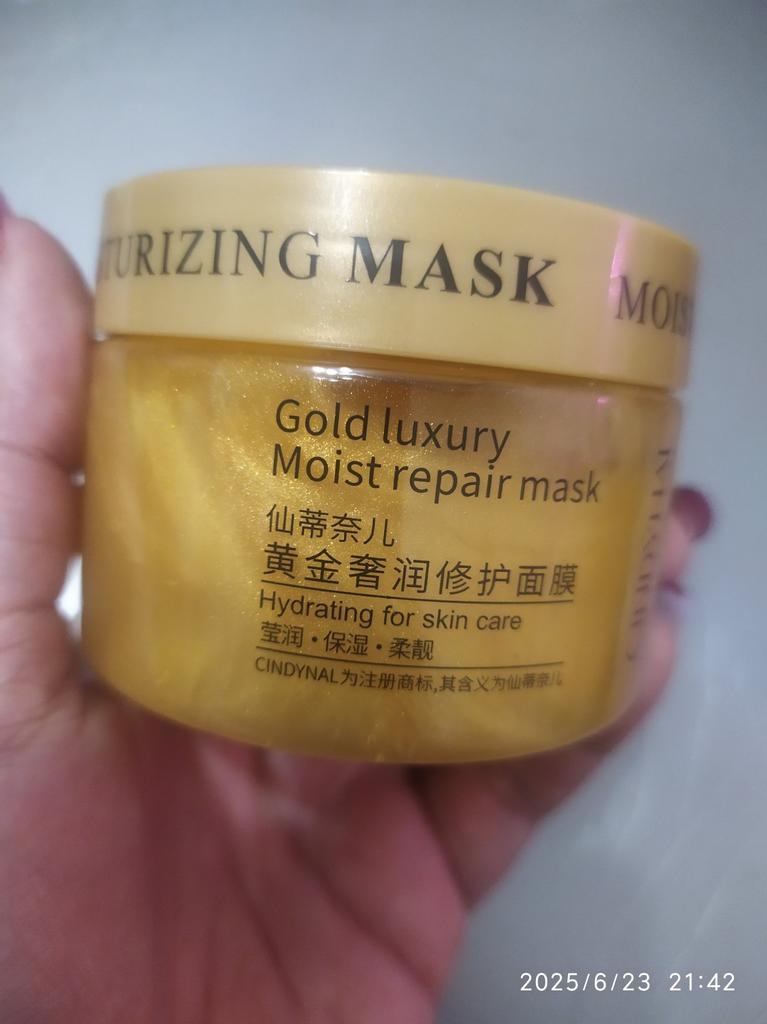 TURIZING MASK MOIS
Gold luxury
Moist repair mask
仙蒂奈儿
黄金奢润修护面膜
Hydrating for skin care
莹润·保湿·柔靓
CINDYNAL为注册商标,其含义为仙蒂奈儿
2025/6/23 21:42